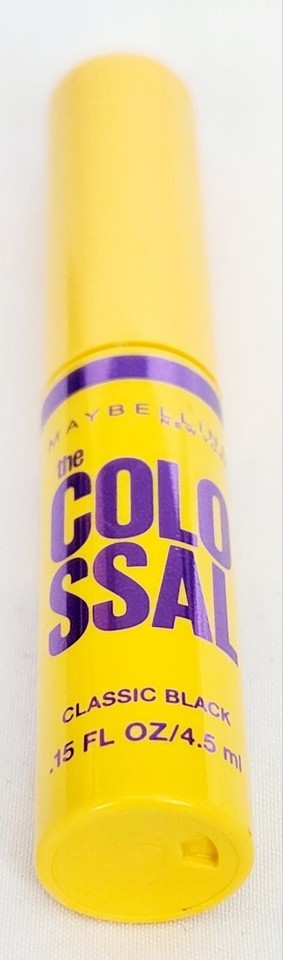 MAYBELLINE
NEW YORK
the
COLO
SSAL
CLASSIC BLACK
.15 FL OZ/4.5 ml